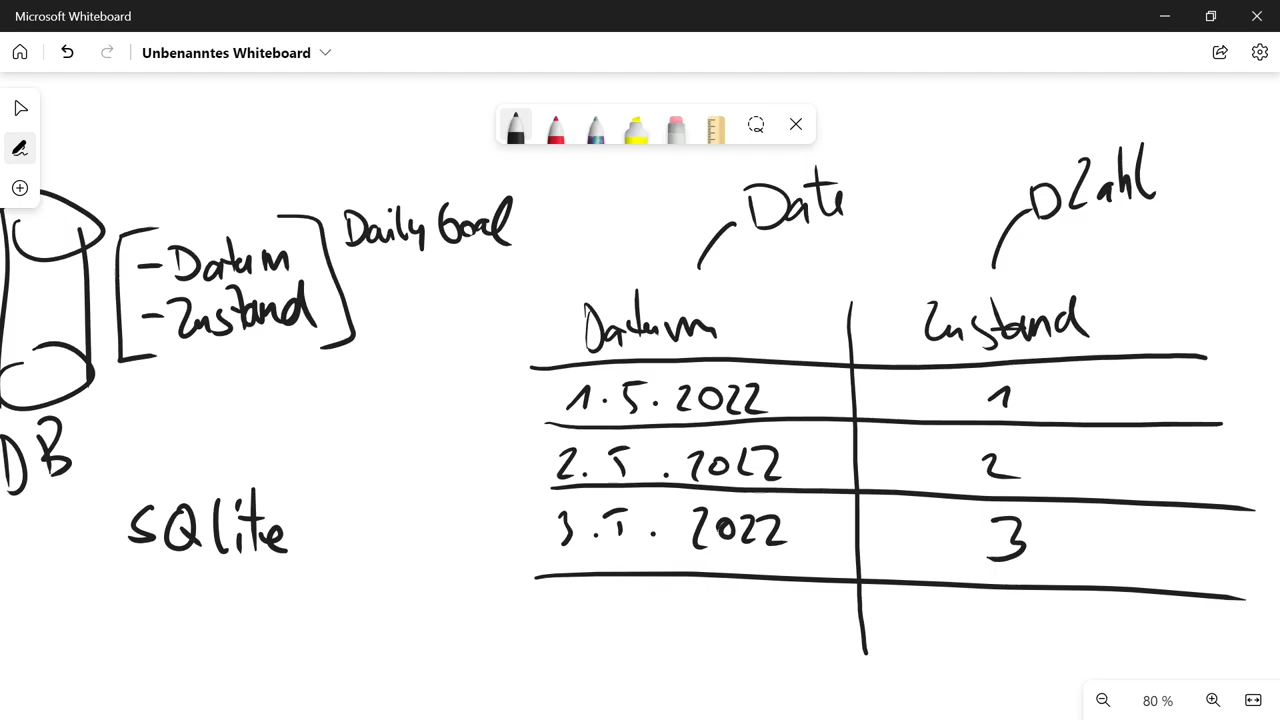 Microsoft Whiteboard
Unbenanntes Whiteboard
Daily Goal
- Datum
- Zustand
DB
SQlite
Date
Zahl
Datum Zustand
1.5.2022 1
2.5.2022 2
3.5.2022 3
80 %